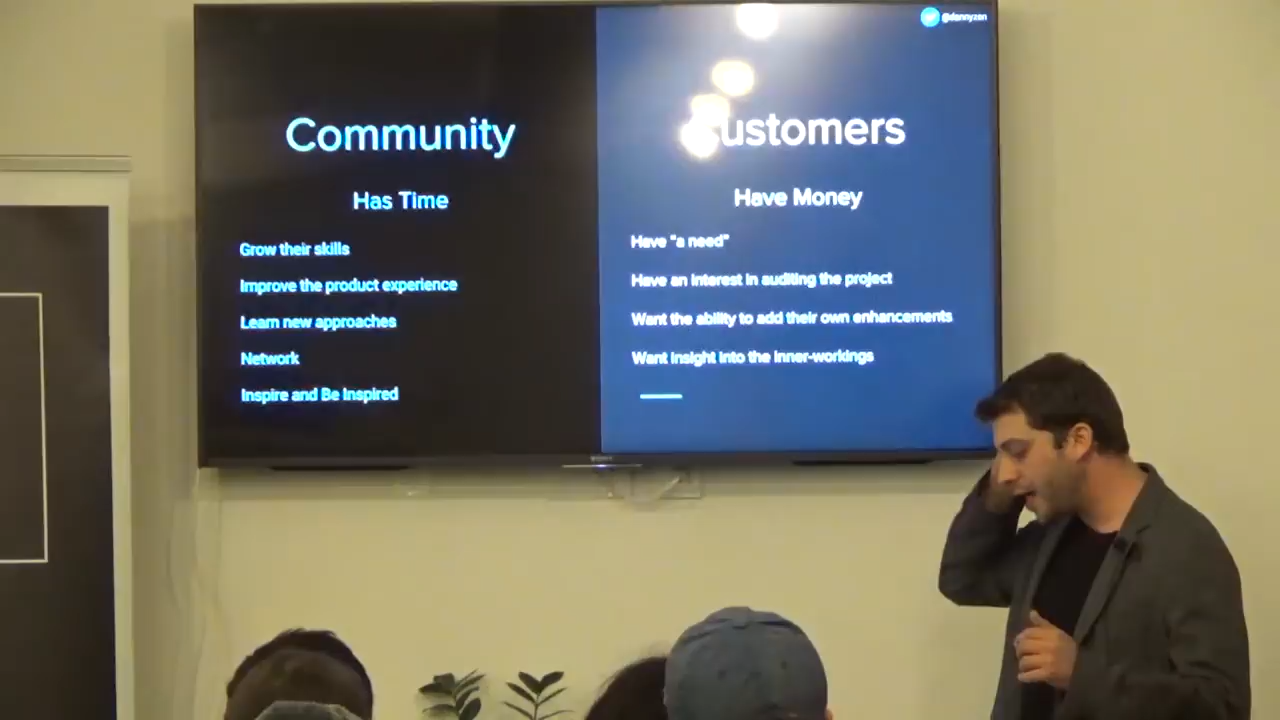 @dannyzen
Community
Has Time
Grow their skills
Improve the product experience
Learn new approaches
Network
Inspire and Be Inspired
Customers
Have Money
Have "a need"
Have an interest in auditing the project
Want the ability to add their own enhancements
Want insight into the inner-workings